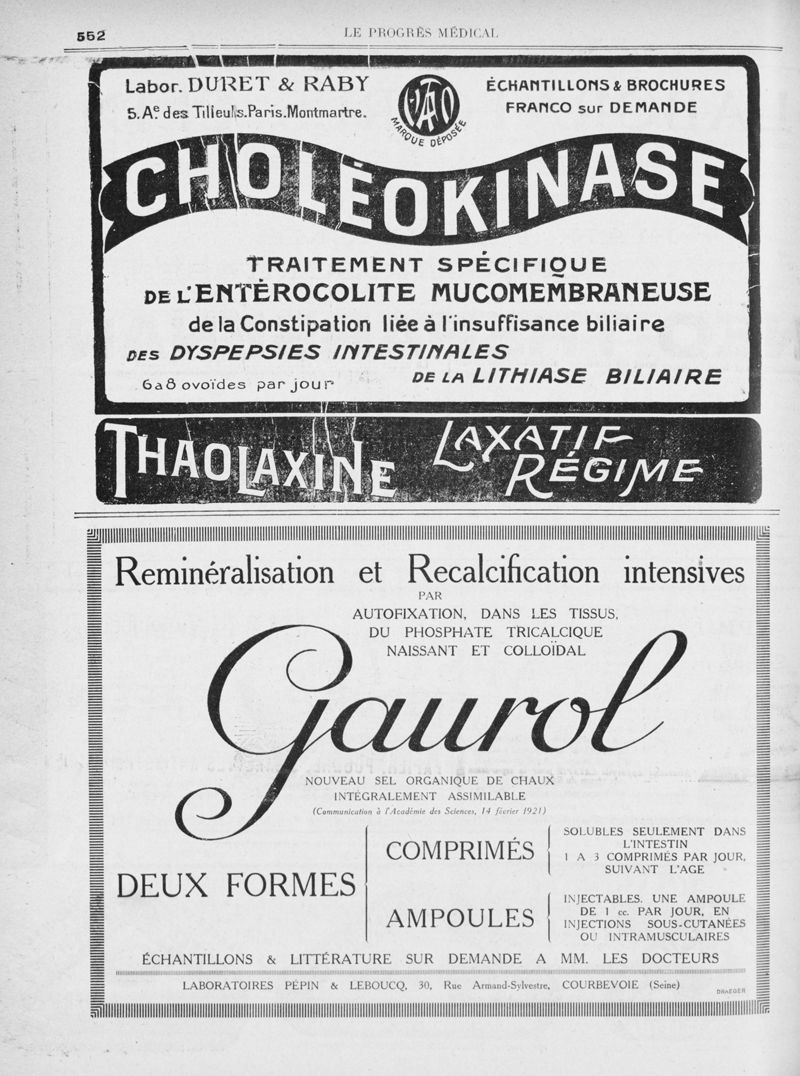 552
LE PROGRÈS MÉDICAL
Labor. DURET & RABY
5. Ae. des Tilleuls. Paris. Montmartre.
VATO
MARQUE DÉPOSÉE
ÉCHANTILLONS & BROCHURES
FRANCO SUR DEMANDE
CHOLÉOKINASE
TRAITEMENT SPÉCIFIQUE
DE L'ENTÉROCOLITE MUCOMEMBRANEUSE
de la Constipation liée à l'insuffisance biliaire
DES DYSPEPSIES INTESTINALES
DE LA LITHIASE BILIAIRE
6 a 8 ovoïdes par jour
THAOLAXINE
LAXATIF
RÉGIME
Reminéralisation et Recalcification intensives
PAR
AUTOFIXATION, DANS LES TISSUS,
DU PHOSPHATE TRICALCIQUE
NAISSANT ET COLLOÏDAL
Gaurol
NOUVEAU SEL ORGANIQUE DE CHAUX
INTÉGRALEMENT ASSIMILABLE
(Communication à l'Académie des Sciences, 14 février 1921)
DEUX FORMES
COMPRIMÉS
SOLUBLES SEULEMENT DANS
L'INTESTIN
1 A 3 COMPRIMÉS PAR JOUR,
SUIVANT L'AGE
AMPOULES
INJECTABLES. UNE AMPOULE
DE 1 cc. PAR JOUR, EN
INJECTIONS SOUS-CUTANÉES
OU INTRAMUSCULAIRES
ÉCHANTILLONS & LITTÉRATURE SUR DEMANDE A MM. LES DOCTEURS
LABORATOIRES PÉPIN & LEBOUCQ, 30, Rue Armand-Sylvestre, COURBEVOIE (Seine)
DRAEGER